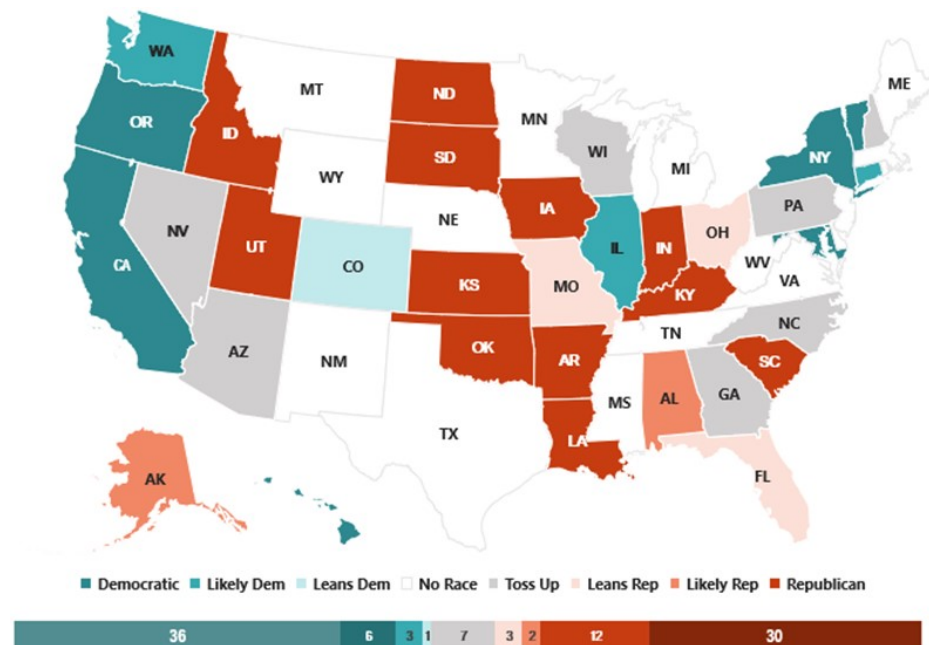 WA
ME
MT
ND
MN
OR
ID
WI
SD
NY
MI
WY
IA
PA
NE
NV
OH
IL
IN
UT
CA
CO
WV
VA
KS
MO
KY
NC
TN
AZ
OK
NM
AR
SC
MS
AL
GA
TX
LA
FL
AK
Democratic Likely Dem Leans Dem No Race Toss Up Leans Rep Likely Rep Republican
36 6 3 1 7 3 2 12 30